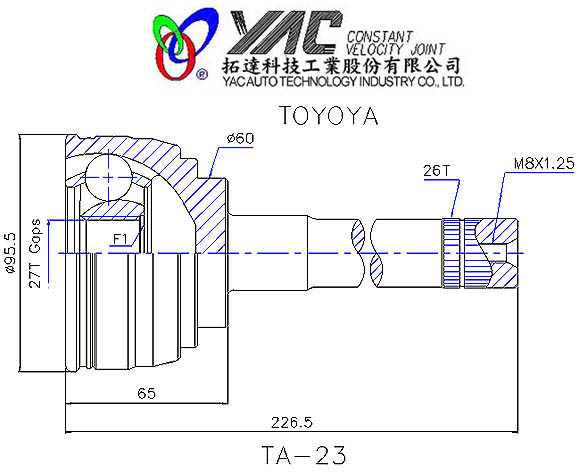 YAC CONSTANT
VELOCITY JOINT
®
拓達科技工業股份有限公司
YAC AUTO TECHNOLOGY INDUSTRY CO., LTD.
TOYOYA
ø60
M8X1.25
26T
F1
27T Gaps
ø95.5
65
226.5
TA-23